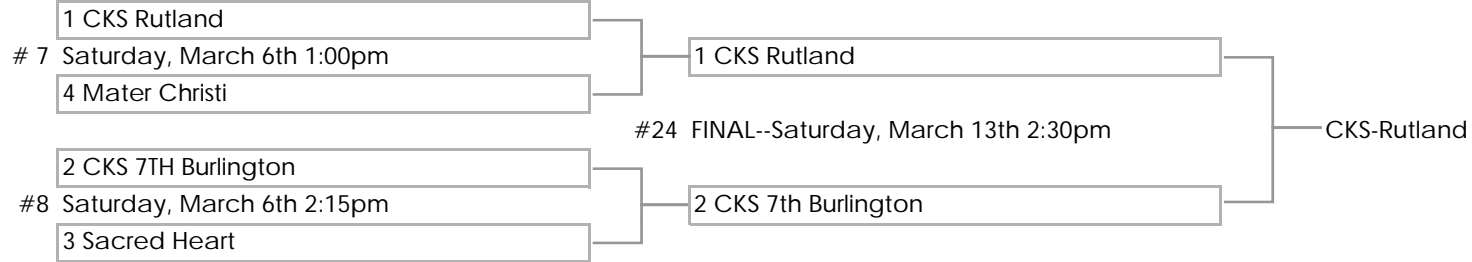 1 CKS Rutland
# 7 Saturday, March 6th 1:00pm
1 CKS Rutland
4 Mater Christi
#24 FINAL--Saturday, March 13th 2:30pm
CKS-Rutland
2 CKS 7TH Burlington
#8 Saturday, March 6th 2:15pm
2 CKS 7th Burlington
3 Sacred Heart